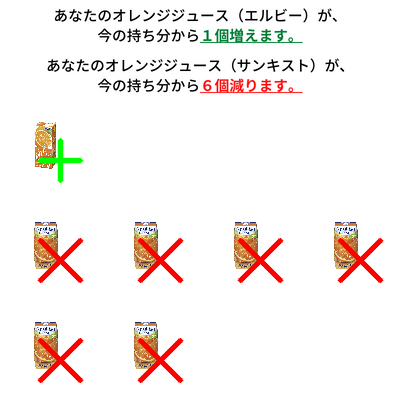 あなたのオレンジジュース（エルビー）が、
今の持ち分から１個増えます。
あなたのオレンジジュース（サンキスト）が、
今の持ち分から６個減ります。